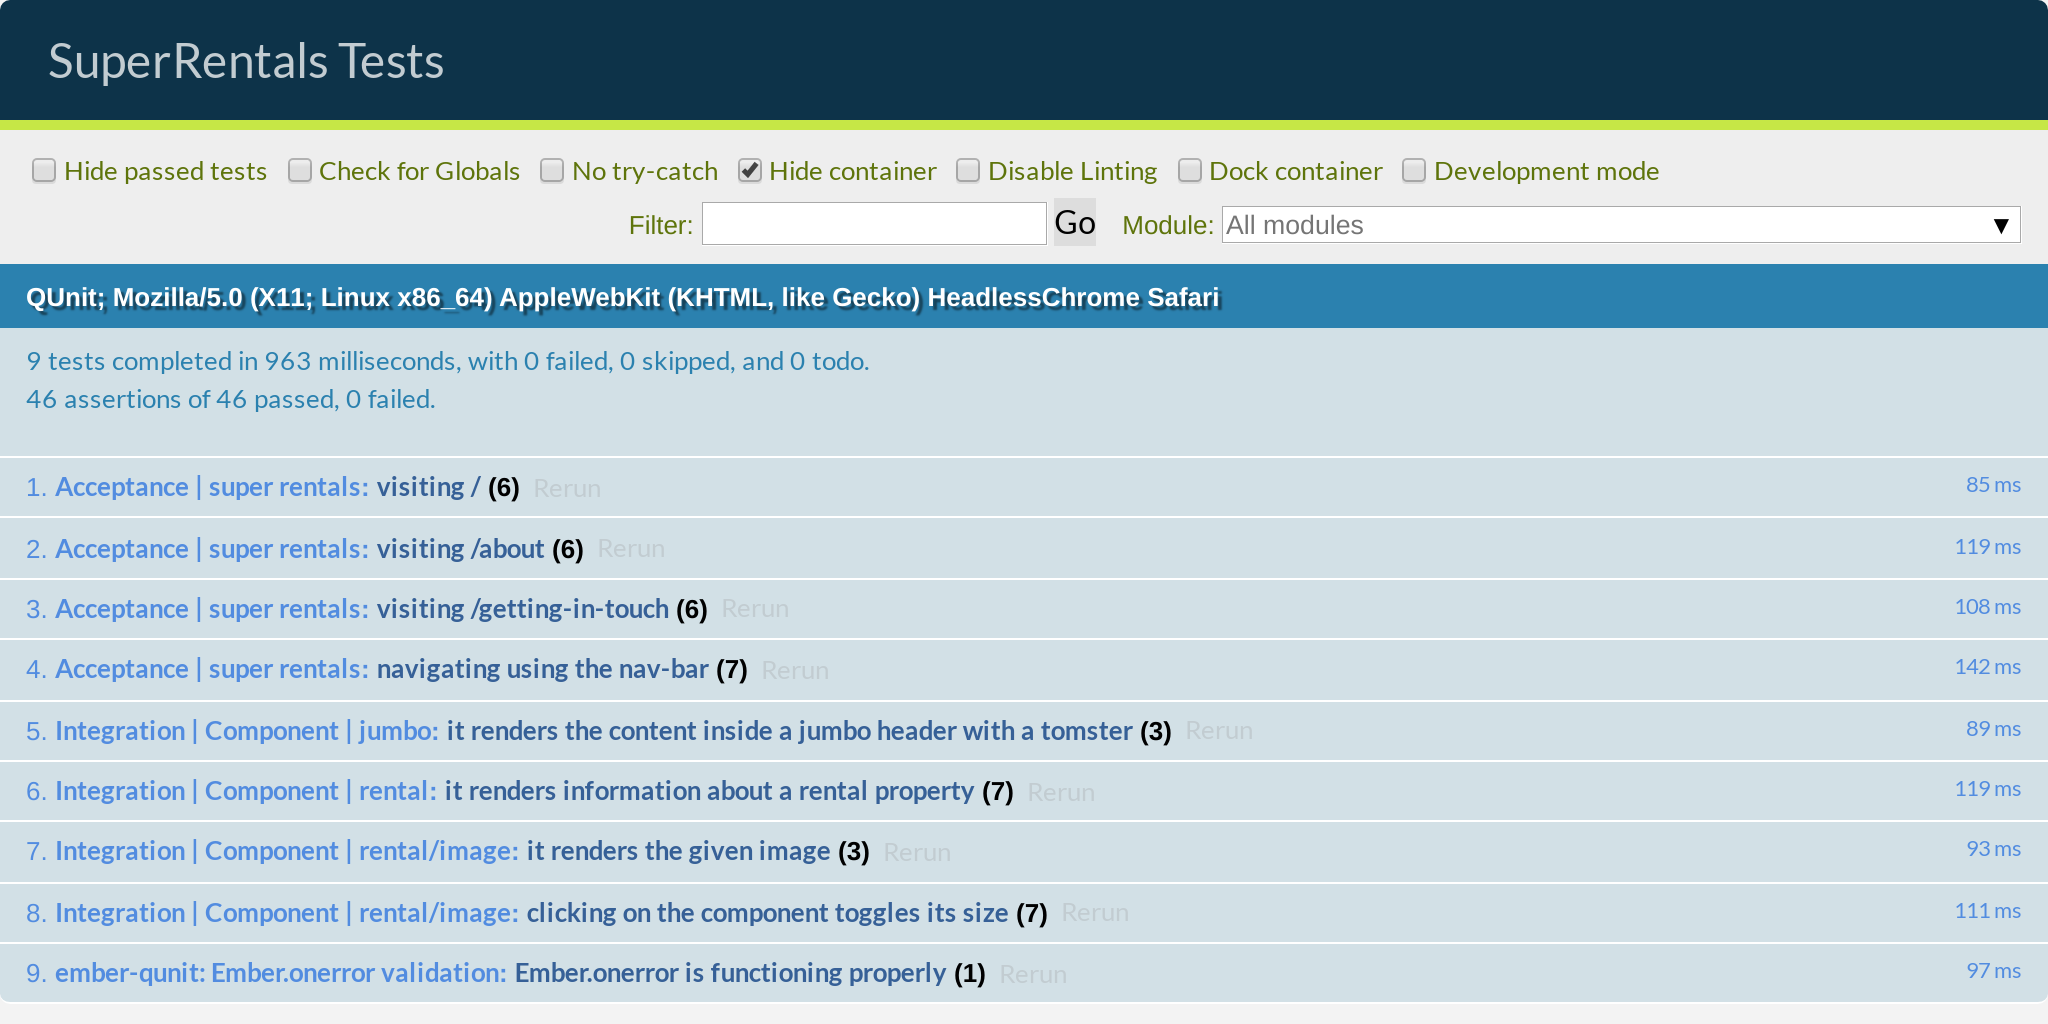 SuperRentals Tests
Hide passed tests Check for Globals No try-catch Hide container Disable Linting Dock container Development mode
Filter: Go Module: All modules ▼
QUnit; Mozilla/5.0 (X11; Linux x86_64) AppleWebKit (KHTML, like Gecko) HeadlessChrome Safari
9 tests completed in 963 milliseconds, with 0 failed, 0 skipped, and 0 todo.
46 assertions of 46 passed, 0 failed.
1. Acceptance | super rentals: visiting / (6) Rerun 85 ms
2. Acceptance | super rentals: visiting /about (6) Rerun 119 ms
3. Acceptance | super rentals: visiting /getting-in-touch (6) Rerun 108 ms
4. Acceptance | super rentals: navigating using the nav-bar (7) Rerun 142 ms
5. Integration | Component | jumbo: it renders the content inside a jumbo header with a tomster (3) Rerun 89 ms
6. Integration | Component | rental: it renders information about a rental property (7) Rerun 119 ms
7. Integration | Component | rental/image: it renders the given image (3) Rerun 93 ms
8. Integration | Component | rental/image: clicking on the component toggles its size (7) Rerun 111 ms
9. ember-qunit: Ember.onerror validation: Ember.onerror is functioning properly (1) Rerun 97 ms